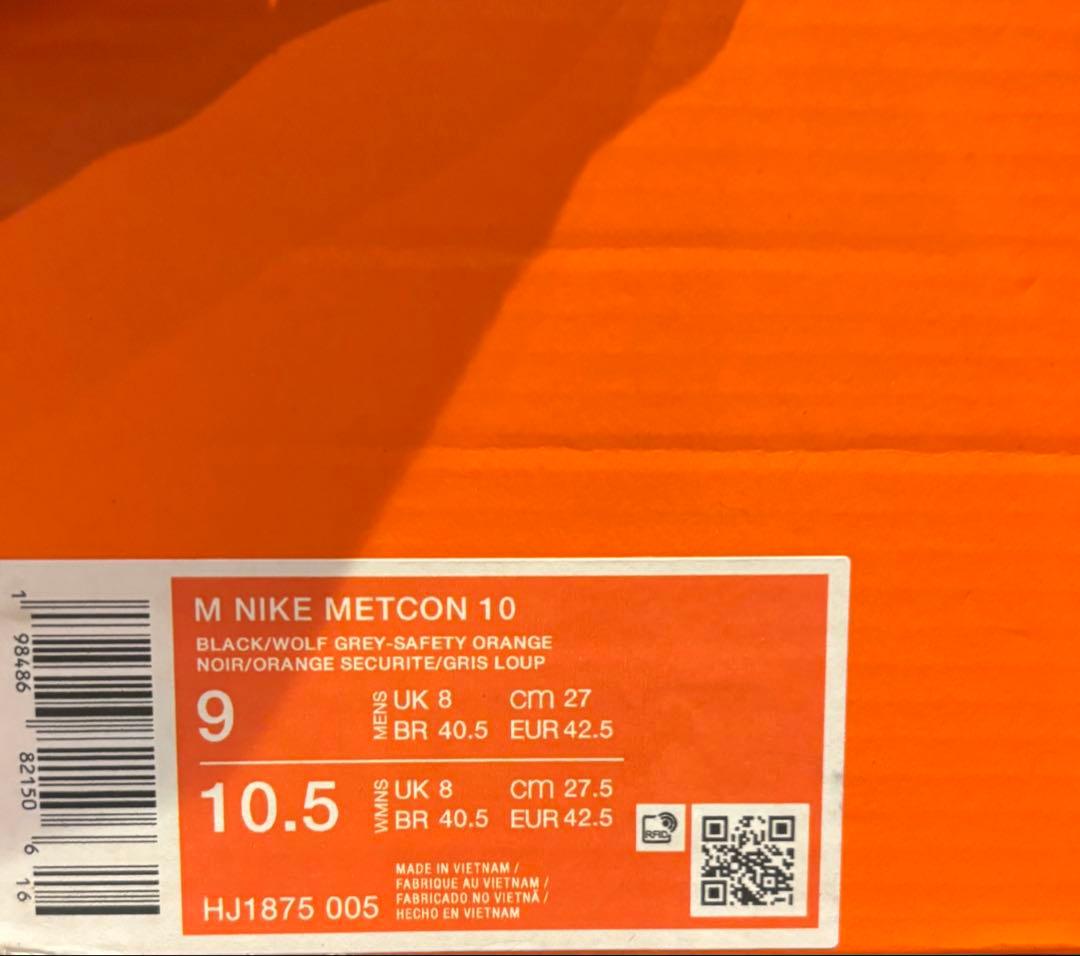 M NIKE METCON 10
BLACK/WOLF GREY-SAFETY ORANGE
NOIR/ORANGE SECURITE/GRIS LOUP
9 MENS UK 8 cm 27
BR 40.5 EUR 42.5
10.5 WMNS UK 8 cm 27.5
BR 40.5 EUR 42.5
RFID
MADE IN VIETNAM /
FABRIQUE AU VIETNAM /
FABRICADO NO VIETNÃ /
HECHO EN VIETNAM
HJ1875 005
1 98486 82150 6 16